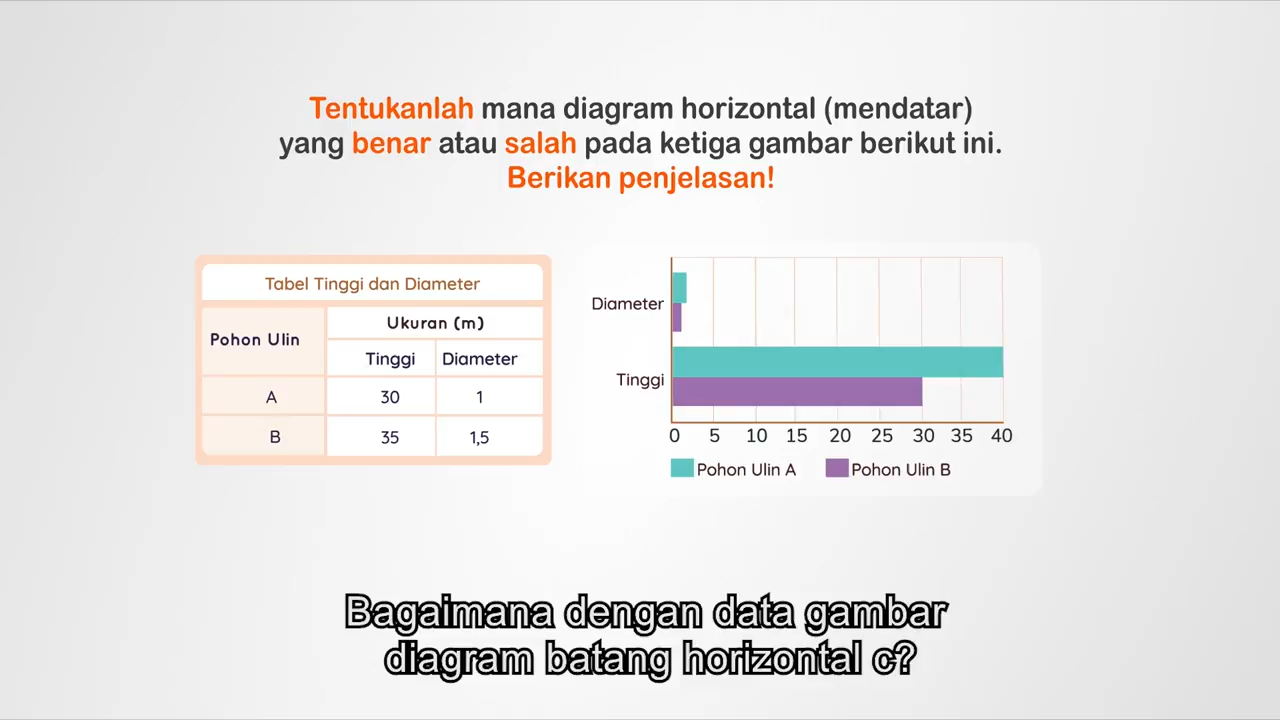 Tentukanlah mana diagram horizontal (mendatar)
yang benar atau salah pada ketiga gambar berikut ini.
Berikan penjelasan!
Tabel Tinggi dan Diameter
Pohon Ulin
Ukuran (m)
Tinggi Diameter
A 30 1
B 35 1,5
Diameter
Tinggi
0 5 10 15 20 25 30 35 40
Pohon Ulin A Pohon Ulin B
Bagaimana dengan data gambar
diagram batang horizontal c?